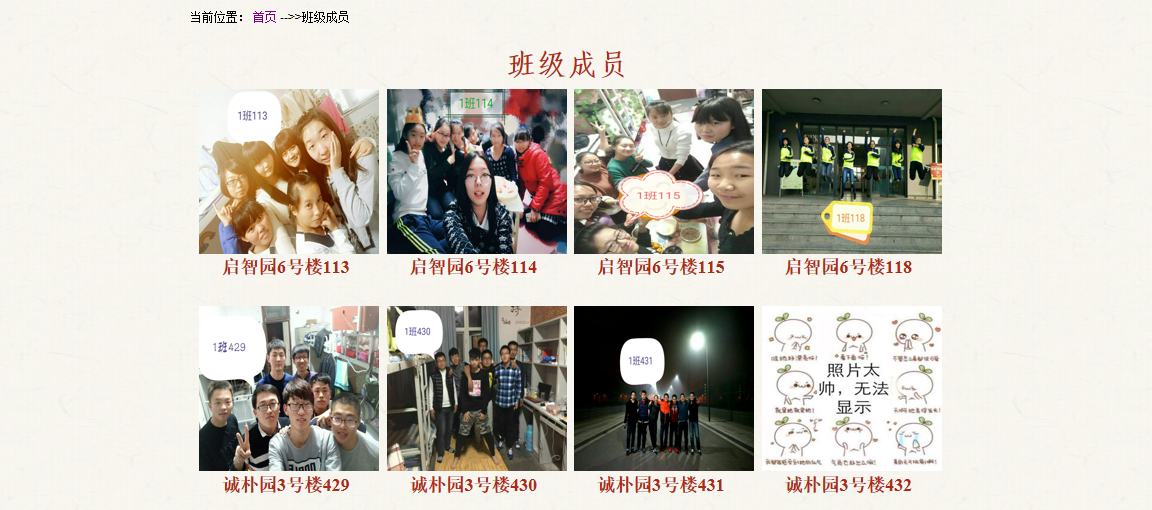 当前位置： 首页 -->>班级成员
班级成员
1班113
1班114
1班115
1班118
启智园6号楼113
启智园6号楼114
启智园6号楼115
启智园6号楼118
1班429
1班430
1班431
照片太
帅，无法
显示
诚朴园3号楼429
诚朴园3号楼430
诚朴园3号楼431
诚朴园3号楼432